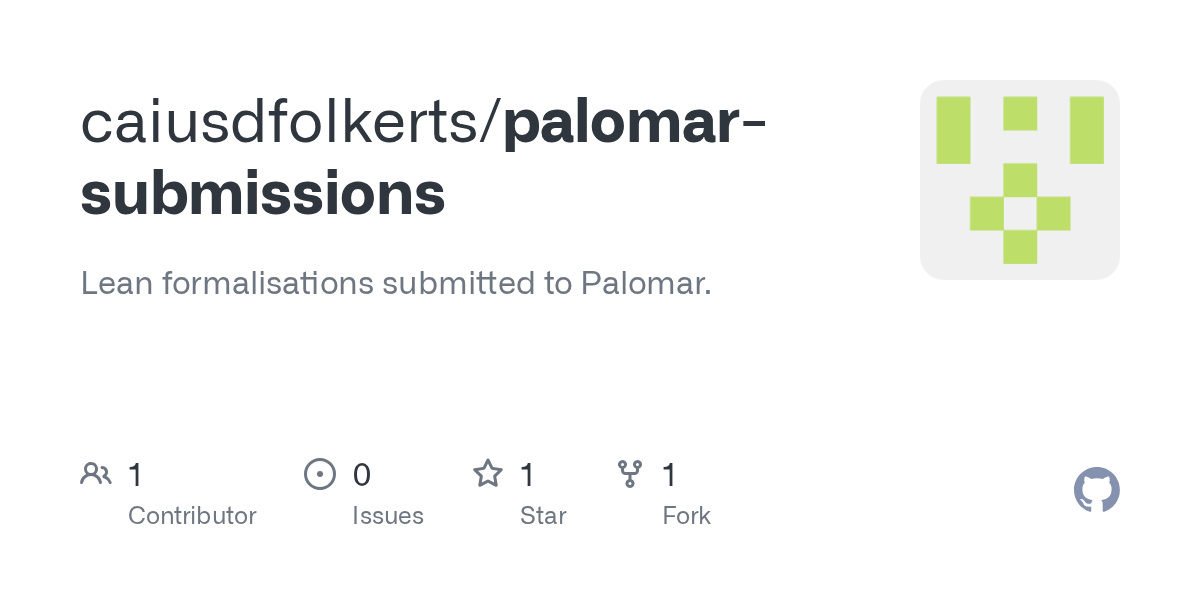 caiusdfolkerts/palomar-
submissions
Lean formalisations submitted to Palomar.
1 0 1 1
Contributor Issues Star Fork